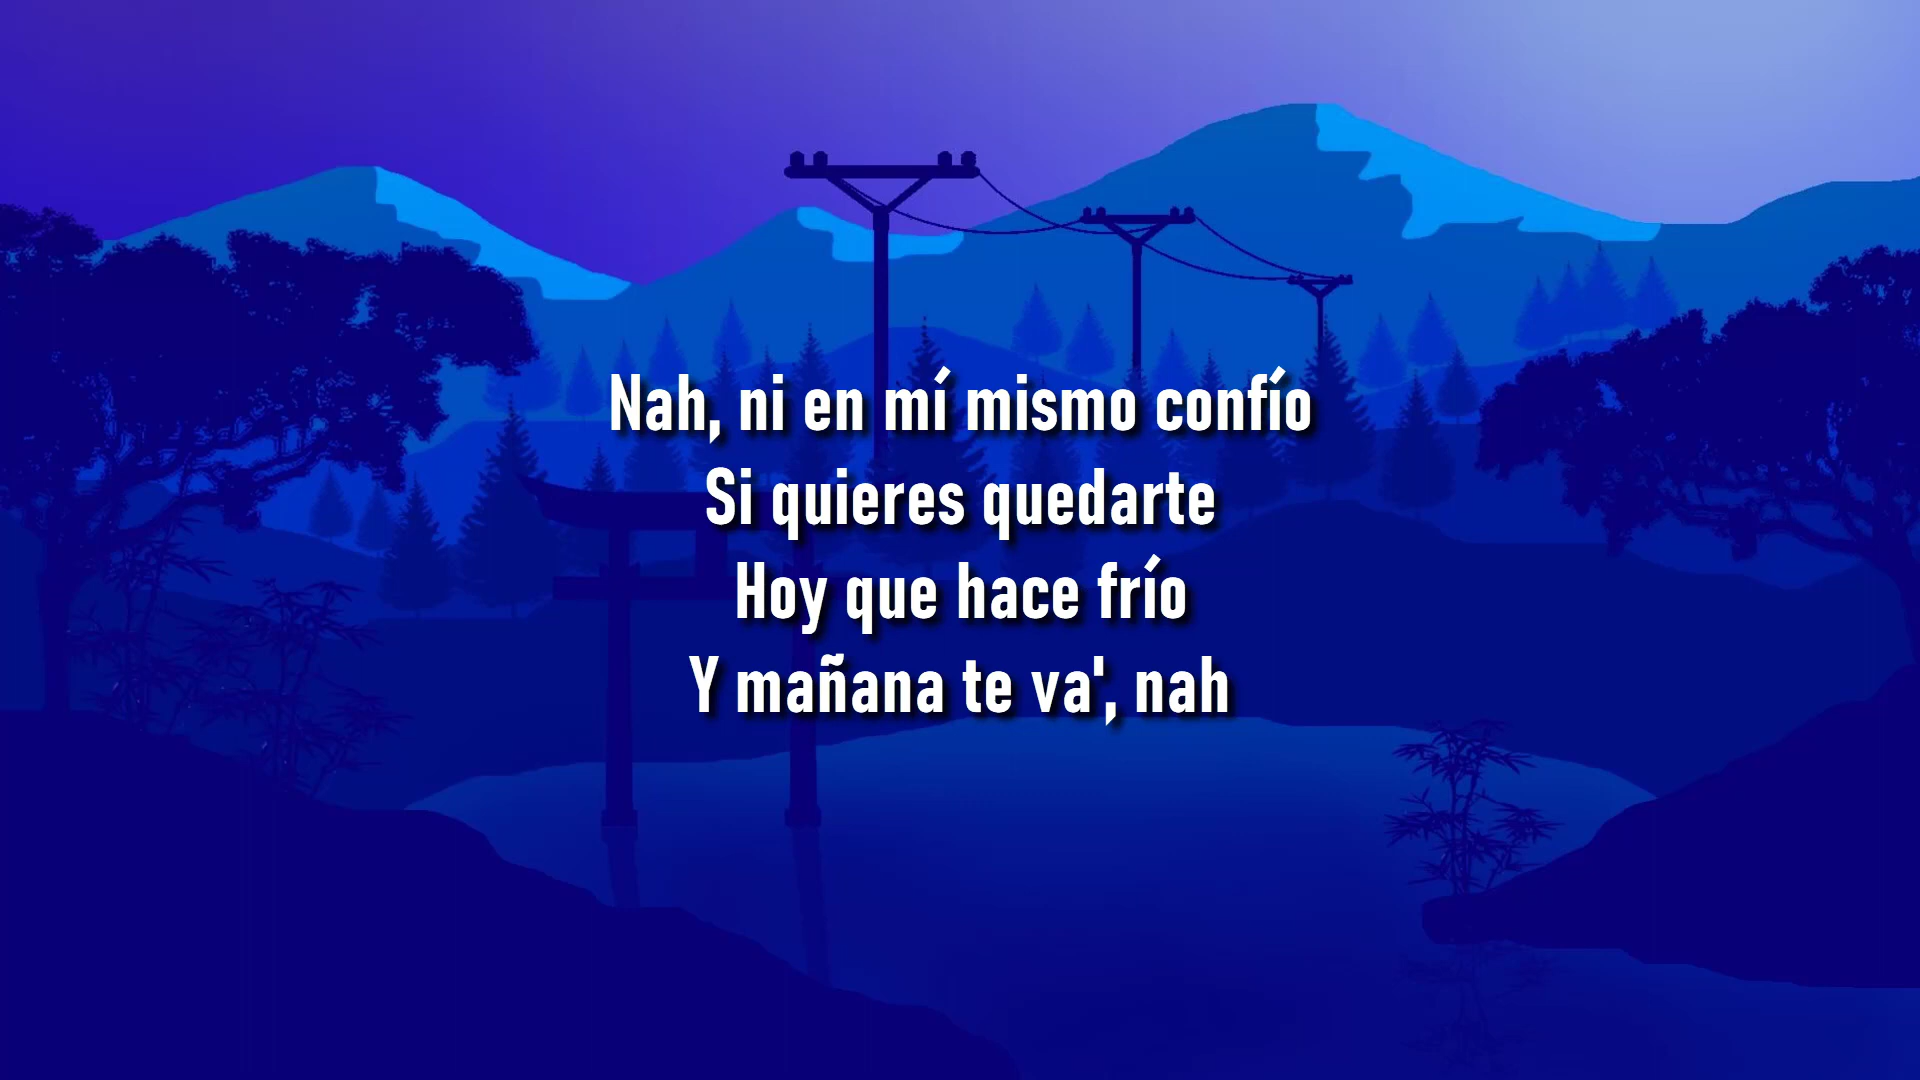 Nah, ni en mí mismo confío
Si quieres quedarte
Hoy que hace frío
Y mañana te va', nah